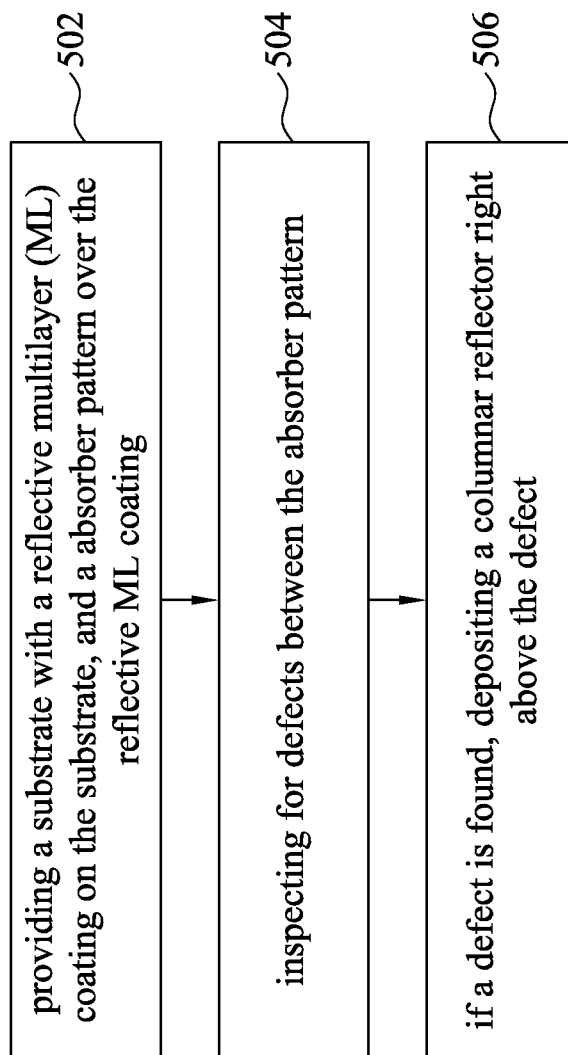 providing a substrate with a reflective multilayer (ML)
coating on the substrate, and a absorber pattern over the
reflective ML coating
502
inspecting for defects between the absorber pattern
504
if a defect is found, depositing a columnar reflector right
above the defect
506